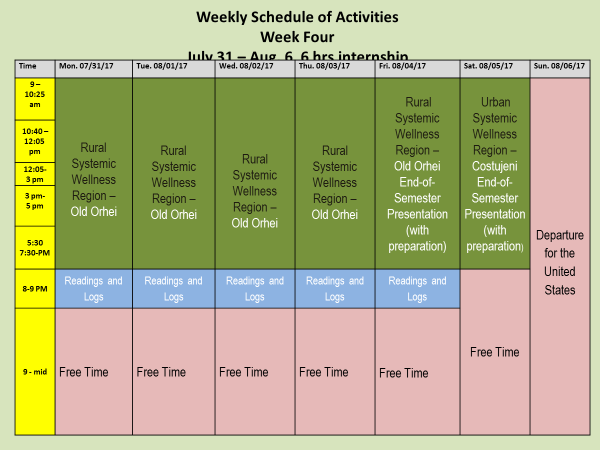 Weekly Schedule of Activities
Week Four
July 31 – Aug. 6, 6 hrs internship
Time
Mon. 07/31/17
Tue. 08/01/17
Wed. 08/02/17
Thu. 08/03/17
Fri. 08/04/17
Sat. 08/05/17
Sun. 08/06/17
9 –
10:25
am
10:40 –
12:05
pm
12:05-
3 pm
3 pm-
5 pm
5:30
7:30-PM
Rural
Systemic
Wellness
Region –
Old Orhei
Rural
Systemic
Wellness
Region –
Old Orhei
Rural
Systemic
Wellness
Region –
Old Orhei
Rural
Systemic
Wellness
Region –
Old Orhei
Rural
Systemic
Wellness
Region –
Old Orhei
End-of-
Semester
Presentation
(with
preparation)
Urban
Systemic
Wellness
Region –
Costujeni
End-of-
Semester
Presentation
(with
preparation)
Departure
for the
United
States
8-9 PM
Readings and
Logs
Readings and
Logs
Readings and
Logs
Readings and
Logs
Readings and
Logs
9 - mid
Free Time
Free Time
Free Time
Free Time
Free Time
Free Time